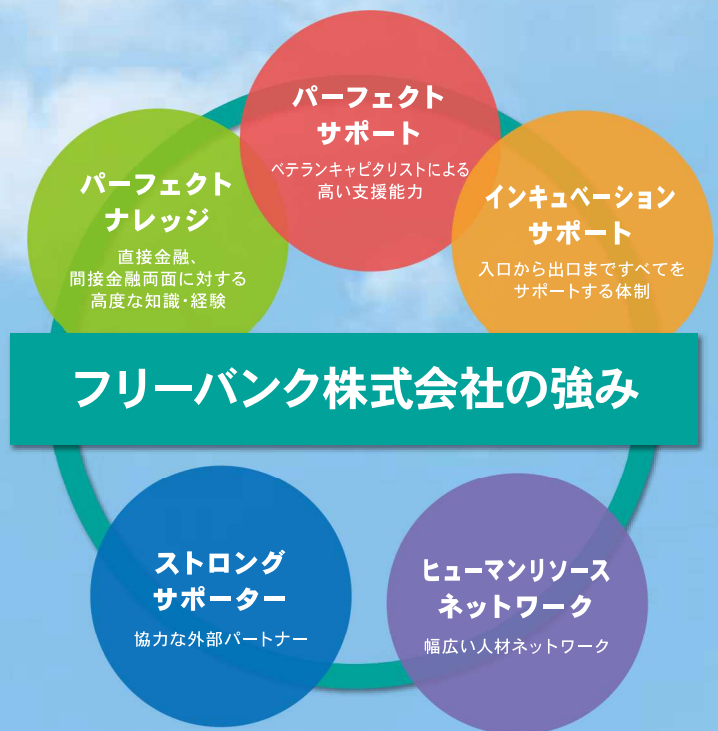 パーフェクト
サポート
ベテランキャピタリストによる
高い支援能力
パーフェクト
ナレッジ
直接金融、
間接金融両面に対する
高度な知識・経験
インキュベーション
サポート
入口から出口まですべてを
サポートする体制
フリーバンク株式会社の強み
ストロング
サポーター
協力な外部パートナー
ヒューマンリソース
ネットワーク
幅広い人材ネットワーク